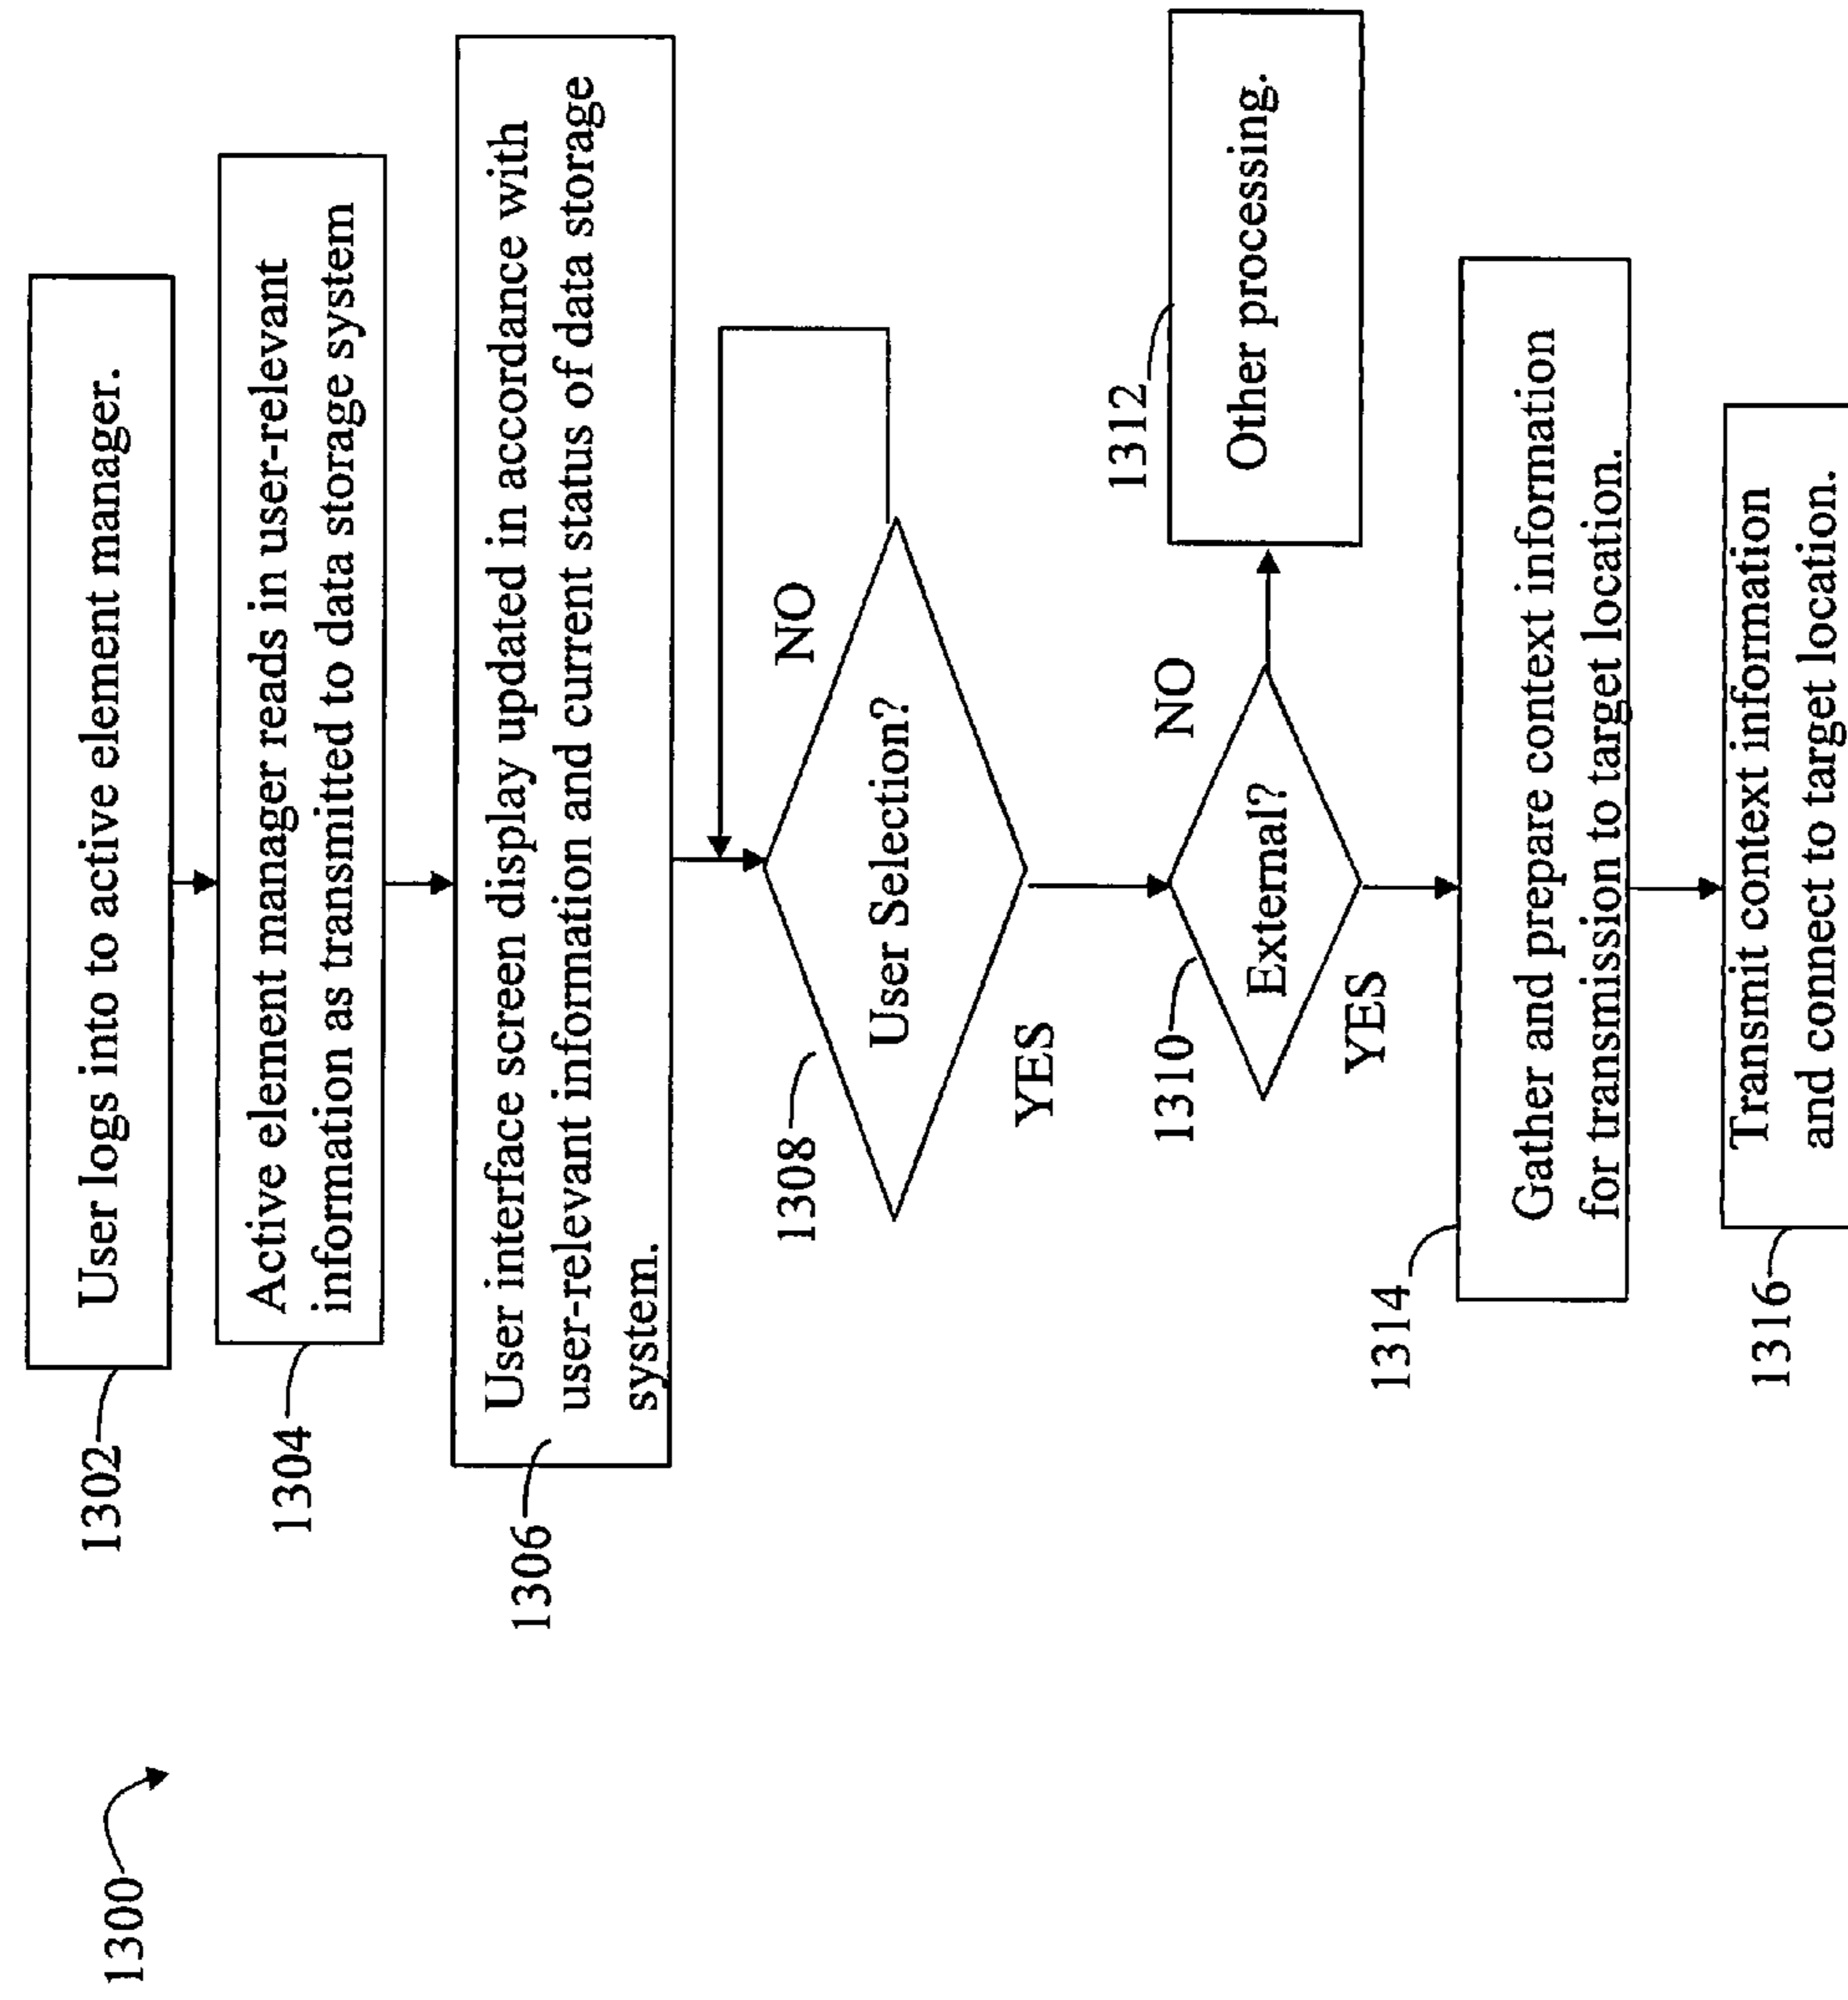 1300
1302
User logs into to active element manager.
1304
Active element manager reads in user-relevant
information as transmitted to data storage system
1306
User interface screen display updated in accordance with
user-relevant information and current status of data storage
system.
1308
User Selection?
NO
YES
1310
External?
NO
YES
1312
Other processing.
1314
Gather and prepare context information
for transmission to target location.
1316
Transmit context information
and connect to target location.